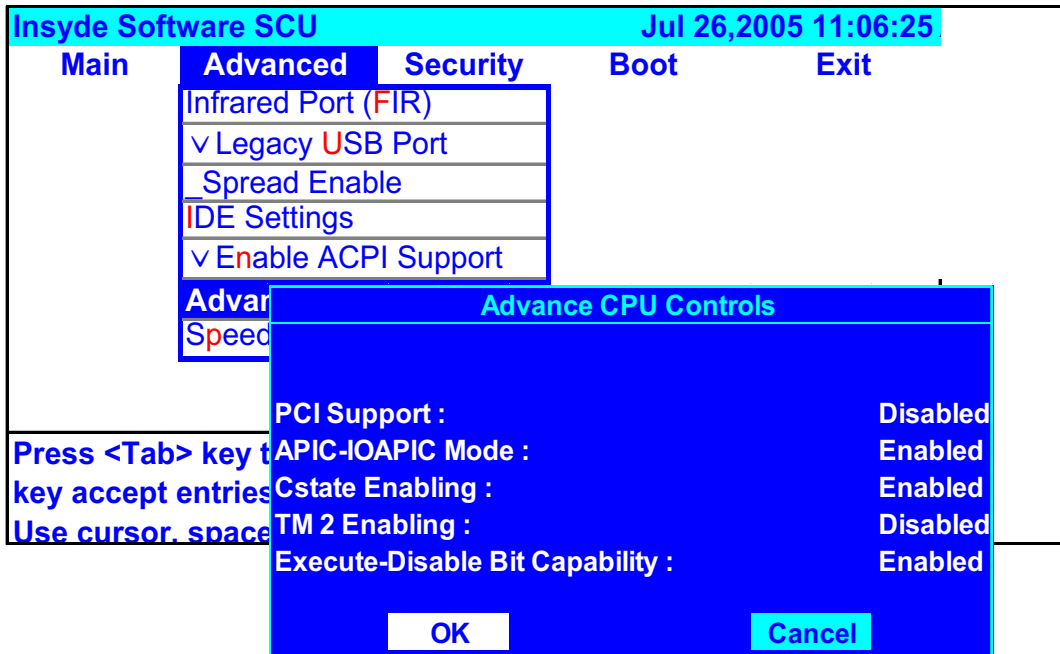 Insyde Software SCU Jul 26,2005 11:06:25
Main Advanced Security Boot Exit
Infrared Port (FIR)
∨ Legacy USB Port
_Spread Enable
IDE Settings
∨ Enable ACPI Support
Advan
Speed
Advance CPU Controls
PCI Support : Disabled
APIC-IOAPIC Mode : Enabled
Cstate Enabling : Enabled
TM 2 Enabling : Disabled
Execute-Disable Bit Capability : Enabled
OK Cancel
Press <Tab> key t
key accept entries
Use cursor, space